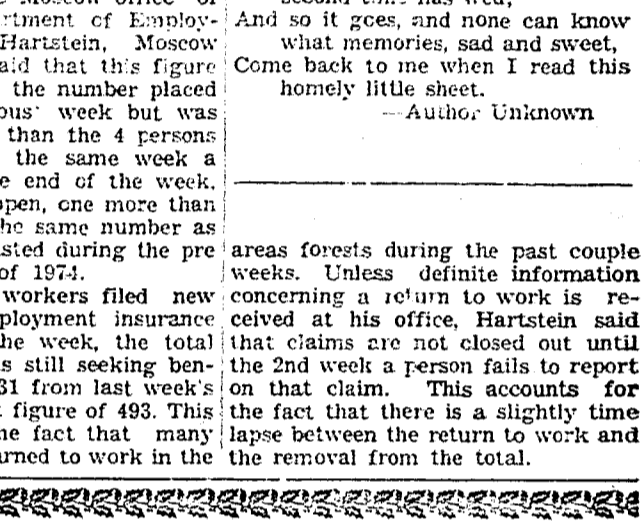 rtment of Employ-
Hartstein, Moscow
aid that this figure
the number placed
ous' week but was
than the 4 persons
the same week a
e end of the week.
open, one more than
he same number as
sted during the pre
of 1974.
workers filed new
ployment insurance
he week, the total
s still seeking ben-
31 from last week's
figure of 493. This
he fact that many
urned to work in the
And so it goes, and none can know
what memories, sad and sweet,
Come back to me when I read this
homely little sheet.
—Author Unknown
areas forests during the past couple
weeks. Unless definite information
concerning a return to work is re-
ceived at his office, Hartstein said
that claims are not closed out until
the 2nd week a person fails to report
on that claim. This accounts for
the fact that there is a slightly time
lapse between the return to work and
the removal from the total.